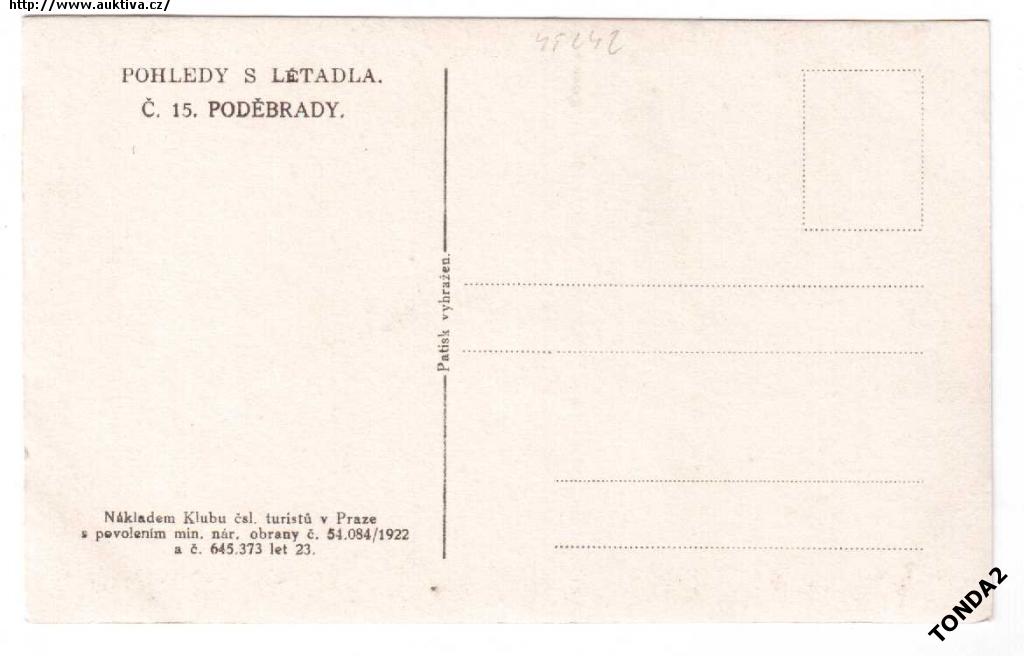 http://www.auktiva.cz/
45242
POHLEDY S LETADLA.
Č. 15. PODĚBRADY.
Patisk vyhražen.
Nákladem Klubu čsl. turistů v Praze
s povolením min. nár. obrany č. 54.084/1922
a č. 645.373 let 23.
TONDA2